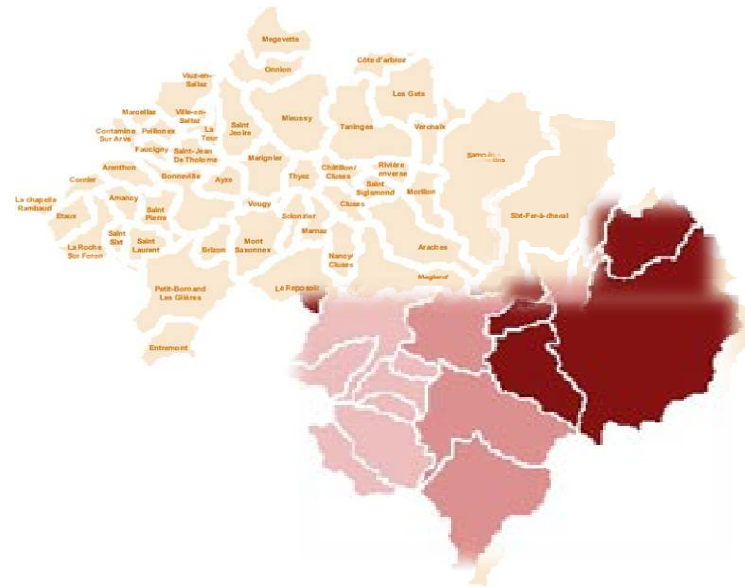 Megevette
Onnion
Côte d'arbroz
Viuz-en-
Sallaz
Les Gets
Marcellaz
Ville-en-
Sallaz
Saint
Jeoire
Mieussy
Taninges
Verchaix
Contamine
Sur Arve
Peillonex
La
Tour
Faucigny
Saint-Jean
De Tholome
Marignier
Arenthon
Châtillon/
Cluses
Rivière
enverse
Cornier
Bonneville
Ayze
Thyez
Saint
Sigismond
Morillon
La chapelle
Rambaud
Amancy
Vougy
Cluses
Etaux
Saint
Pierre
Scionzier
Sixt-Fer-à-cheval
Saint
Sixt
Saint
Laurent
Marnaz
La Roche
Sur Foron
Brizon
Mont
Saxonnex
Nancy/
Cluses
Araches
Magland
Petit-Bornand
Les Glières
Le Reposoir
Entremont